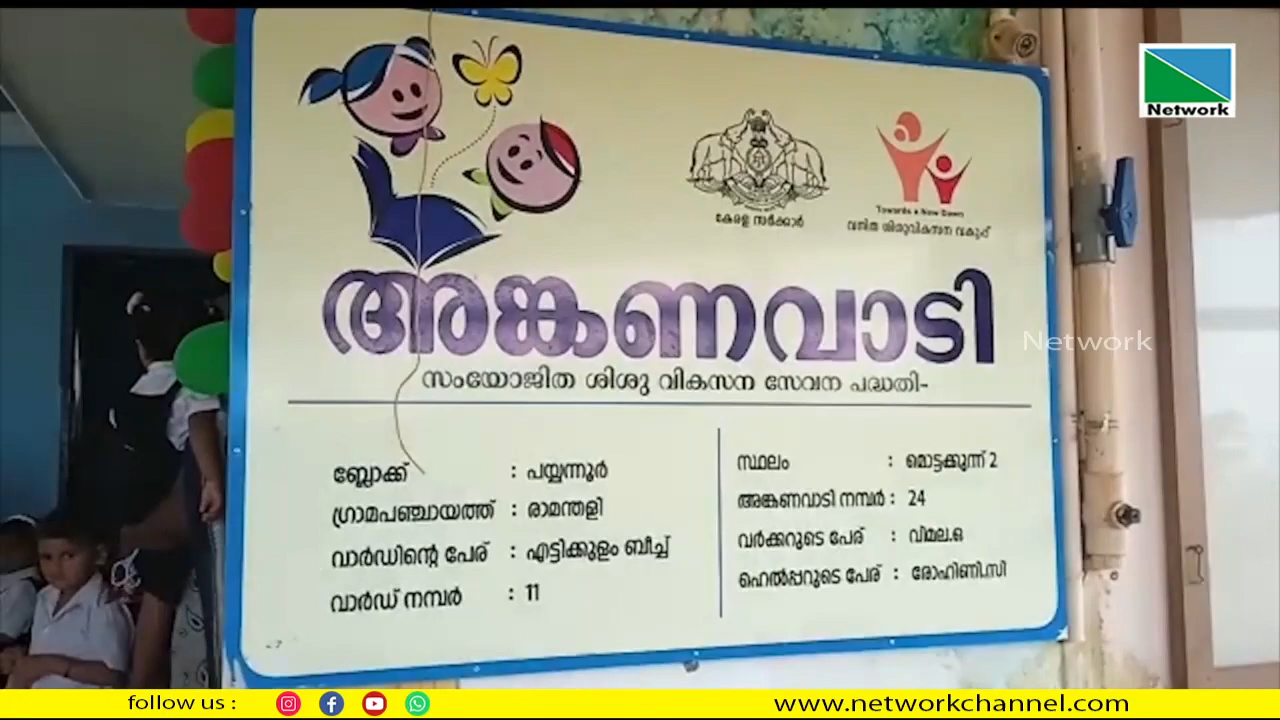 Network
കേരള സർക്കാർ
Towards a New Dawn
വനിത ശിശുവികസന വകുപ്പ്
അങ്കണവാടി
Network
സംയോജിത ശിശു വികസന സേവന പദ്ധതി-
ബ്ലോക്ക് : പയ്യന്നൂർ
ഗ്രാമപഞ്ചായത്ത് : രാമന്തളി
വാർഡിന്റെ പേര് : എട്ടിക്കുളം ബീച്ച്
വാർഡ് നമ്പർ : 11
സ്ഥലം : മൊട്ടക്കുന്ന് 2
അങ്കണവാടി നമ്പർ : 24
വർക്കറുടെ പേര് : വിമല.ഒ
ഹെൽപ്പറുടെ പേര് : രോഹിണി.സി
follow us :
www.networkchannel.com